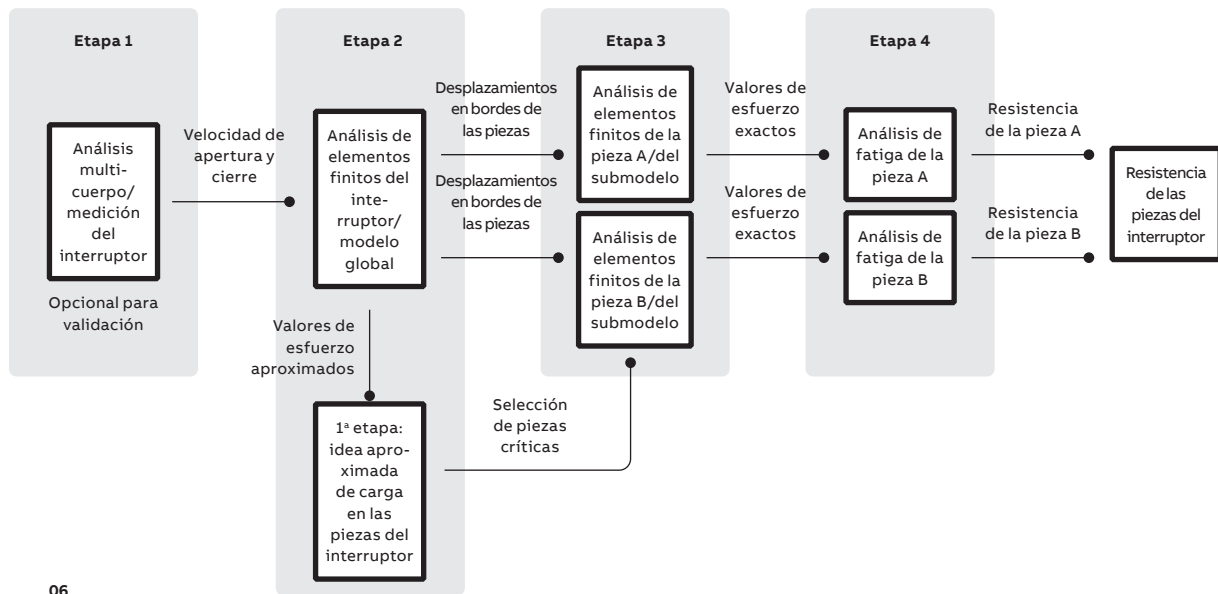 Etapa 1
Análisis
multi-
cuerpo/
medición
del
interruptor
Opcional para
validación
Velocidad de
apertura y
cierre
Etapa 2
Análisis de
elementos
finitos del
inte-
rruptor/
modelo
global
Valores de
esfuerzo
aproximados
1ª etapa:
idea apro-
ximada
de carga
en las
piezas del
interruptor
Desplazamientos
en bordes de
las piezas
Desplazamientos
en bordes de
las piezas
Selección
de piezas
críticas
Etapa 3
Análisis de
elementos
finitos de la
pieza A/del
submodelo
Análisis de
elementos
finitos de la
pieza B/del
submodelo
Valores de
esfuerzo
exactos
Valores de
esfuerzo
exactos
Etapa 4
Análisis de
fatiga de la
pieza A
Análisis de
fatiga de la
pieza B
Resistencia
de la pieza A
Resistencia
de la pieza B
Resistencia
de las
piezas del
interruptor
06